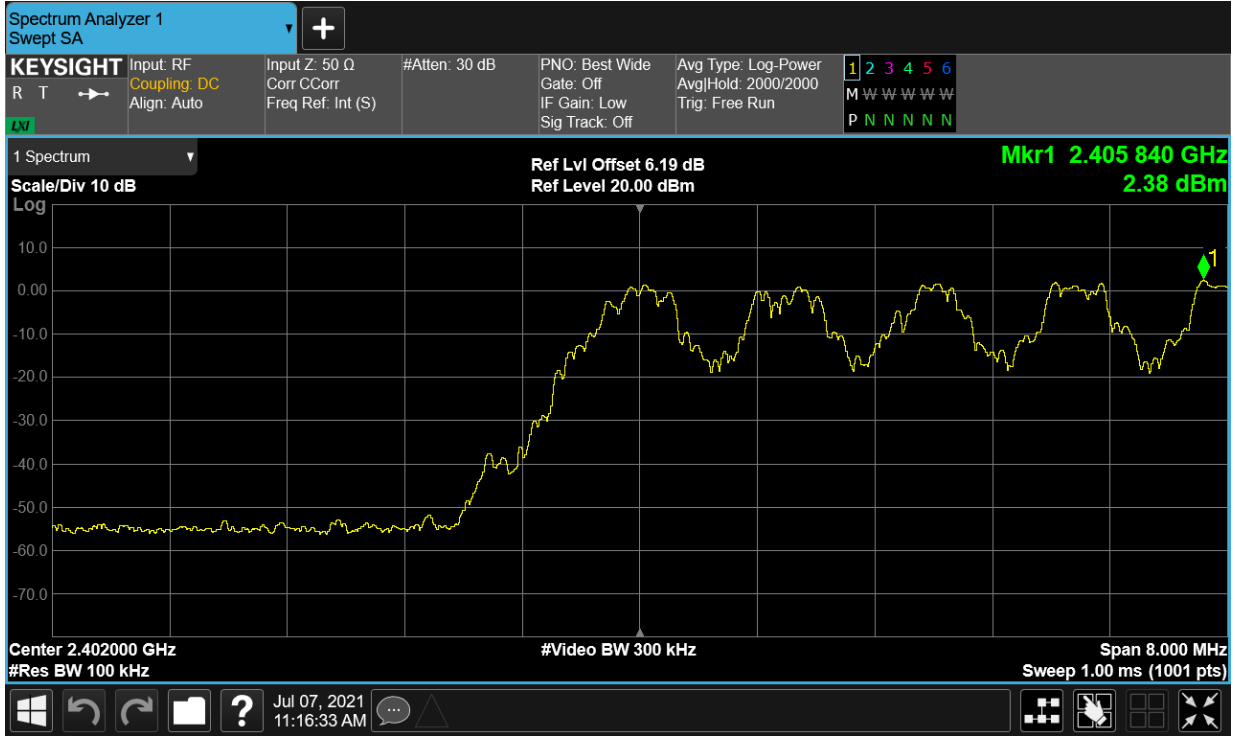 Spectrum Analyzer 1
Swept SA
KEYSIGHT
R T
LXI
Input: RF
Coupling: DC
Align: Auto
Input Z: 50 Ω
Corr CCorr
Freq Ref: Int (S)
#Atten: 30 dB
PNO: Best Wide
Gate: Off
IF Gain: Low
Sig Track: Off
Avg Type: Log-Power
Avg|Hold: 2000/2000
Trig: Free Run
1 2 3 4 5 6
M W W W W W
P N N N N N N
1 Spectrum
Scale/Div 10 dB
Log
Ref Lvl Offset 6.19 dB
Ref Level 20.00 dBm
Mkr1 2.405 840 GHz
2.38 dBm
1
10.0
0.00
-10.0
-20.0
-30.0
-40.0
-50.0
-60.0
-70.0
Center 2.402000 GHz
#Res BW 100 kHz
#Video BW 300 kHz
Span 8.000 MHz
Sweep 1.00 ms (1001 pts)
?
Jul 07, 2021
11:16:33 AM